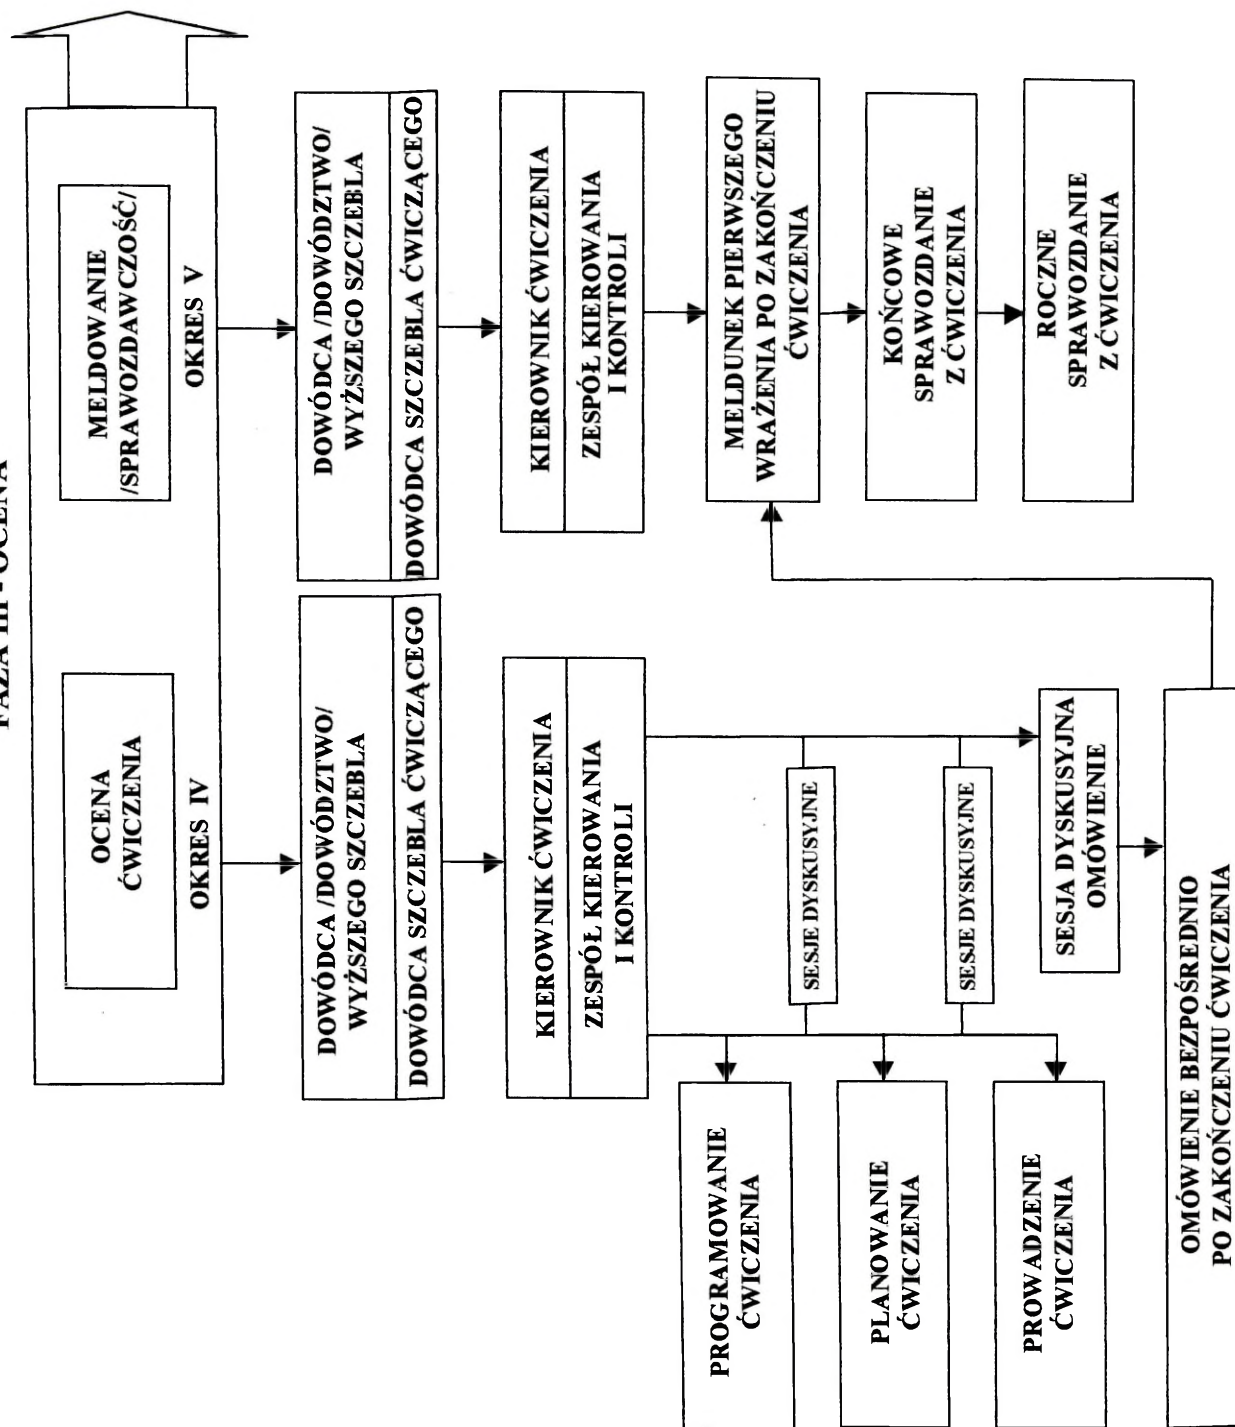 FAZA III - OCENA
OCENA
ĆWICZENIA
OKRES IV
MELDOWANIE
/SPRAWOZDAWCZOŚĆ/
OKRES V
DOWÓDCA /DOWÓDZTWO/
WYŻSZEGO SZCZEBLA
DOWÓDCA SZCZEBLA ĆWICZĄCEGO
DOWÓDCA /DOWÓDZTWO/
WYŻSZEGO SZCZEBLA
DOWÓDCA SZCZEBLA ĆWICZĄCEGO
KIEROWNIK ĆWICZENIA
ZESPÓŁ KIEROWANIA
I KONTROLI
KIEROWNIK ĆWICZENIA
ZESPÓŁ KIEROWANIA
I KONTROLI
PROGRAMOWANIE
ĆWICZENIA
SESJE DYSKUSYJNE
PLANOWANIE
ĆWICZENIA
SESJE DYSKUSYJNE
PROWADZENIE
ĆWICZENIA
SESJA DYSKUSYJNA
OMÓWIENIE
OMÓWIENIE BEZPOŚREDNIO
PO ZAKOŃCZENIU ĆWICZENIA
MELDUNEK PIERWSZEGO
WRAŻENIA PO ZAKOŃCZENIU
ĆWICZENIA
KOŃCOWE
SPRAWOZDANIE
Z ĆWICZENIA
ROCZNE
SPRAWOZDANIE
Z ĆWICZENIA